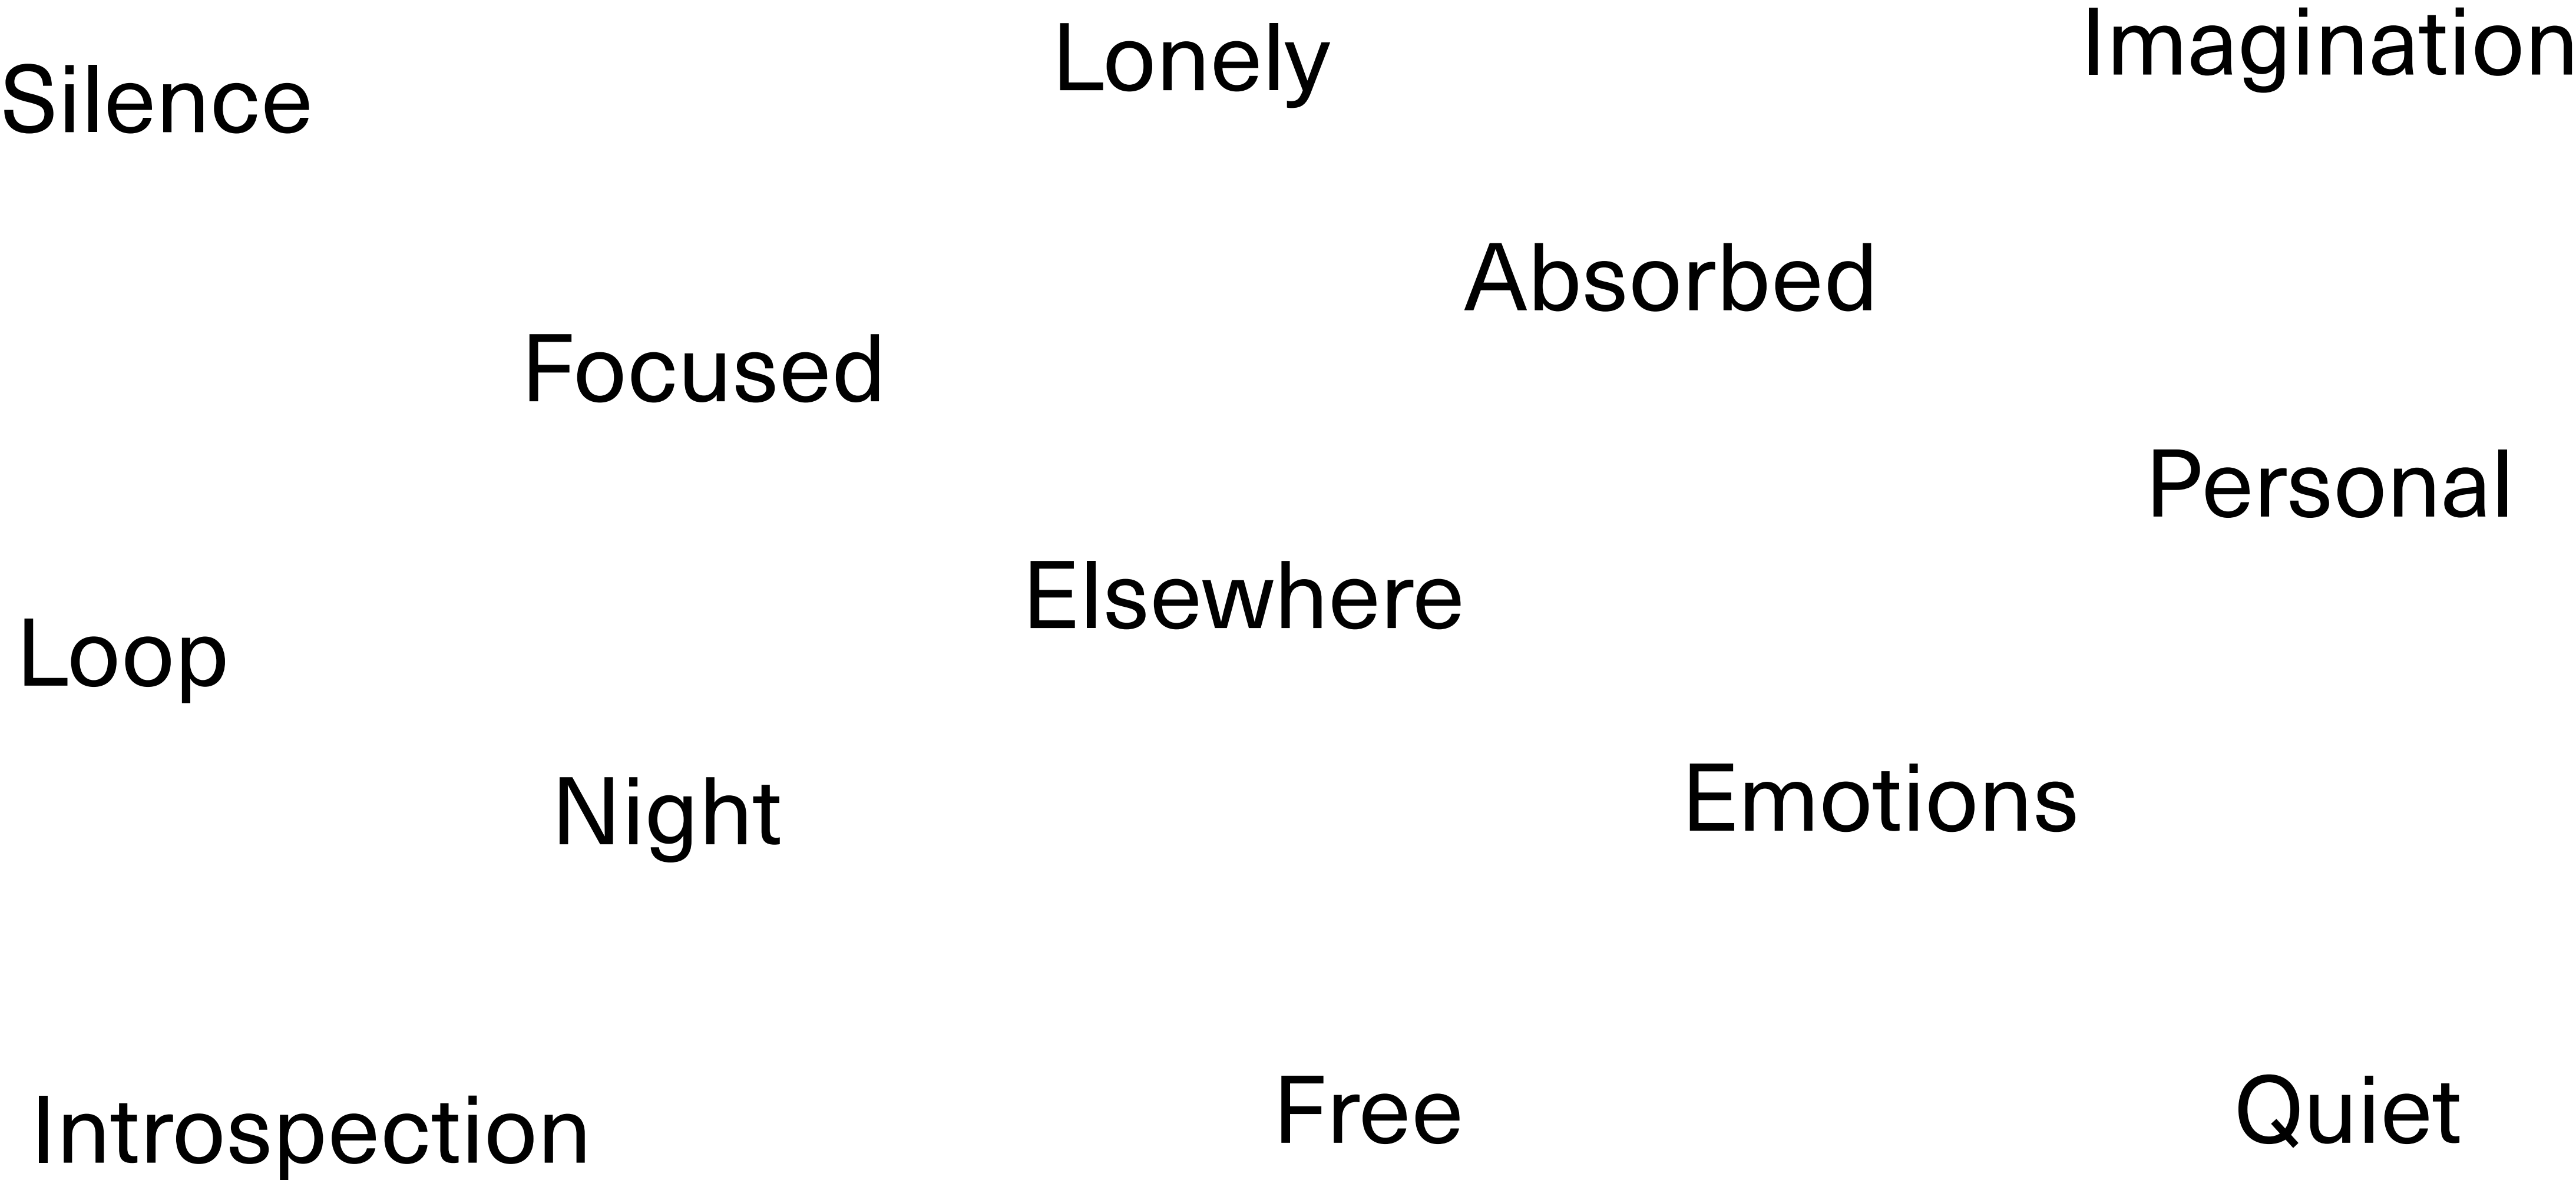 Silence
Lonely
Imagination
Absorbed
Focused
Personal
Elsewhere
Loop
Night
Emotions
Introspection
Free
Quiet